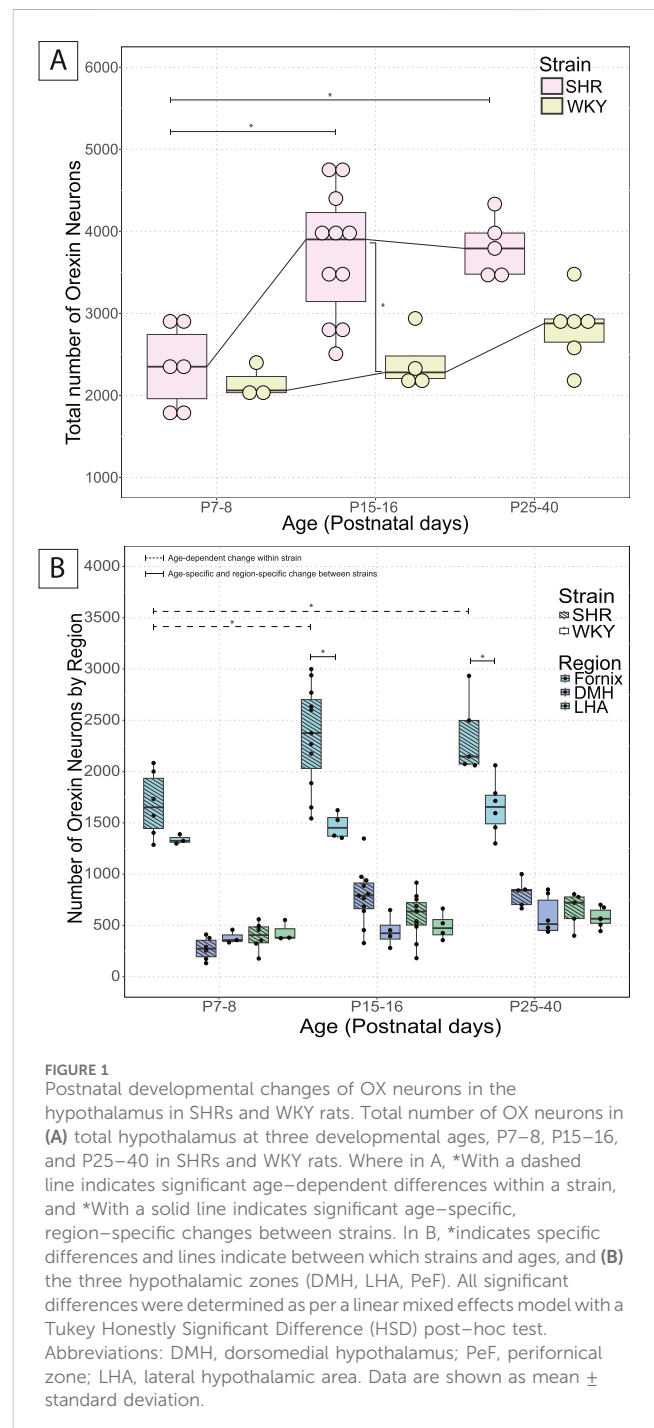 A
Total number of Orexin Neurons
6000
5000
4000
3000
2000
1000
Strain
SHR
WKY
*
*
*
P7-8
P15-16
P25-40
Age (Postnatal days)
B
Number of Orexin Neurons by Region
4000
3500
3000
2500
2000
1500
1000
500
0
Age-dependent change within strain
Age-specific and region-specific change between strains
Strain
SHR
WKY
Region
Fornix
DMH
LHA
*
*
*
*
P7-8
P15-16
P25-40
Age (Postnatal days)
FIGURE 1
Postnatal developmental changes of OX neurons in the
hypothalamus in SHRs and WKY rats. Total number of OX neurons in
(A) total hypothalamus at three developmental ages, P7–8, P15–16,
and P25–40 in SHRs and WKY rats. Where in A, *With a dashed
line indicates significant age–dependent differences within a strain,
and *With a solid line indicates significant age–specific,
region–specific changes between strains. In B, *indicates specific
differences and lines indicate between which strains and ages, and (B)
the three hypothalamic zones (DMH, LHA, PeF). All significant
differences were determined as per a linear mixed effects model with a
Tukey Honestly Significant Difference (HSD) post–hoc test.
Abbreviations: DMH, dorsomedial hypothalamus; PeF, perifornical
zone; LHA, lateral hypothalamic area. Data are shown as mean ±
standard deviation.